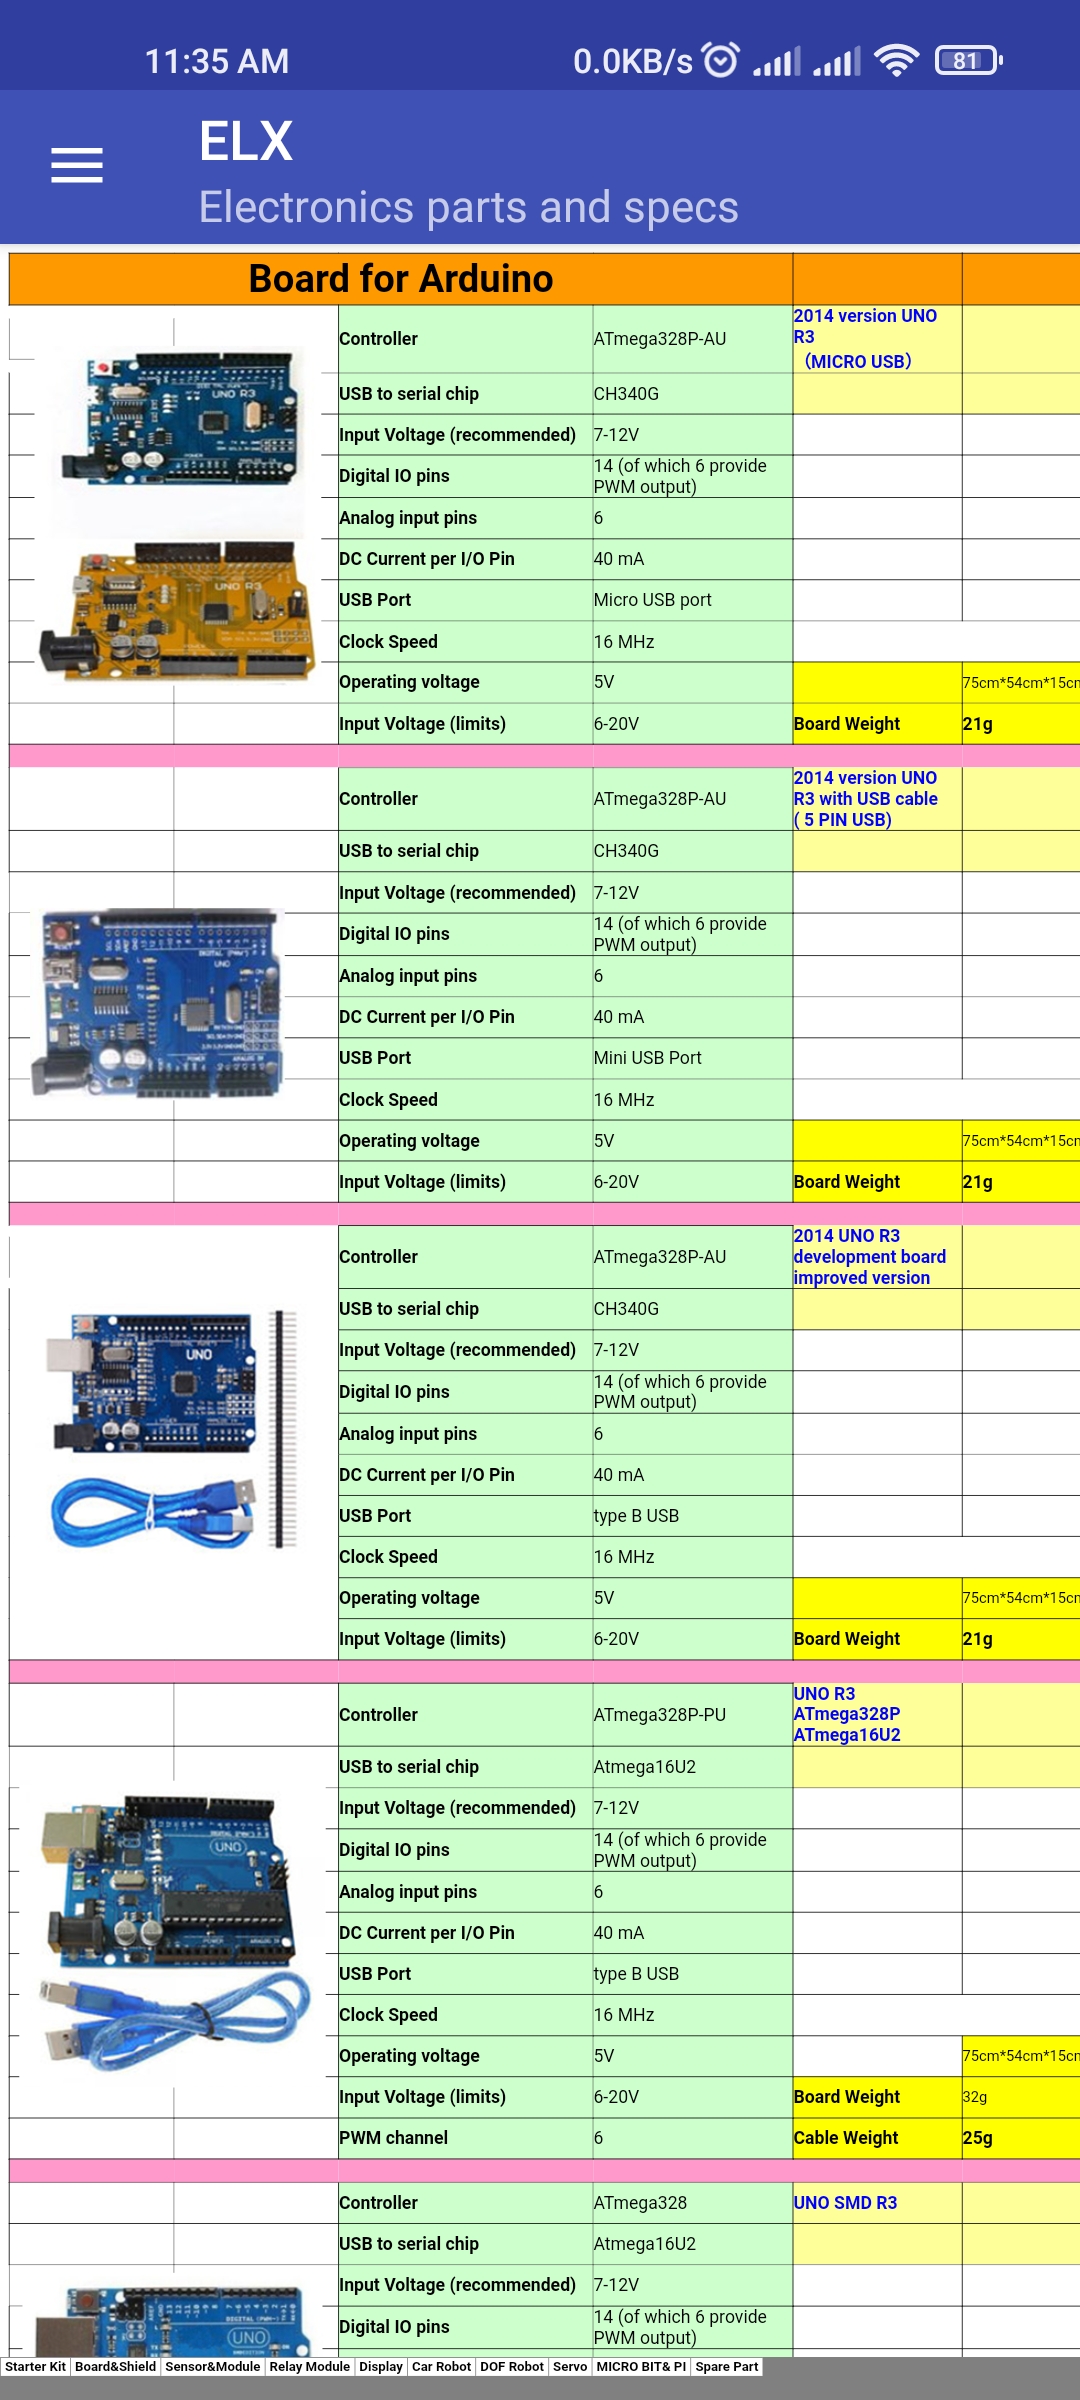 11:35 AM 0.0KB/s 81
ELX
Electronics parts and specs
Board for Arduino
Controller ATmega328P-AU 2014 version UNO
R3
（MICRO USB）
USB to serial chip CH340G
Input Voltage (recommended) 7-12V
Digital IO pins 14 (of which 6 provide
PWM output)
Analog input pins 6
DC Current per I/O Pin 40 mA
USB Port Micro USB port
Clock Speed 16 MHz
Operating voltage 5V 75cm*54cm*15cm
Input Voltage (limits) 6-20V Board Weight 21g
Controller ATmega328P-AU 2014 version UNO
R3 with USB cable
( 5 PIN USB)
USB to serial chip CH340G
Input Voltage (recommended) 7-12V
Digital IO pins 14 (of which 6 provide
PWM output)
Analog input pins 6
DC Current per I/O Pin 40 mA
USB Port Mini USB Port
Clock Speed 16 MHz
Operating voltage 5V 75cm*54cm*15cm
Input Voltage (limits) 6-20V Board Weight 21g
Controller ATmega328P-AU 2014 UNO R3
development board
improved version
USB to serial chip CH340G
Input Voltage (recommended) 7-12V
Digital IO pins 14 (of which 6 provide
PWM output)
Analog input pins 6
DC Current per I/O Pin 40 mA
USB Port type B USB
Clock Speed 16 MHz
Operating voltage 5V 75cm*54cm*15cm
Input Voltage (limits) 6-20V Board Weight 21g
Controller ATmega328P-PU UNO R3
ATmega328P
ATmega16U2
USB to serial chip Atmega16U2
Input Voltage (recommended) 7-12V
Digital IO pins 14 (of which 6 provide
PWM output)
Analog input pins 6
DC Current per I/O Pin 40 mA
USB Port type B USB
Clock Speed 16 MHz
Operating voltage 5V 75cm*54cm*15cm
Input Voltage (limits) 6-20V Board Weight 32g
PWM channel 6 Cable Weight 25g
Controller ATmega328 UNO SMD R3
USB to serial chip Atmega16U2
Input Voltage (recommended) 7-12V
Digital IO pins 14 (of which 6 provide
PWM output)
UNO R3
UNO R3
UNO
UNO
UNO
UNO
Starter Kit Board&Shield Sensor&Module Relay Module Display Car Robot DOF Robot Servo MICRO BIT& PI Spare Part